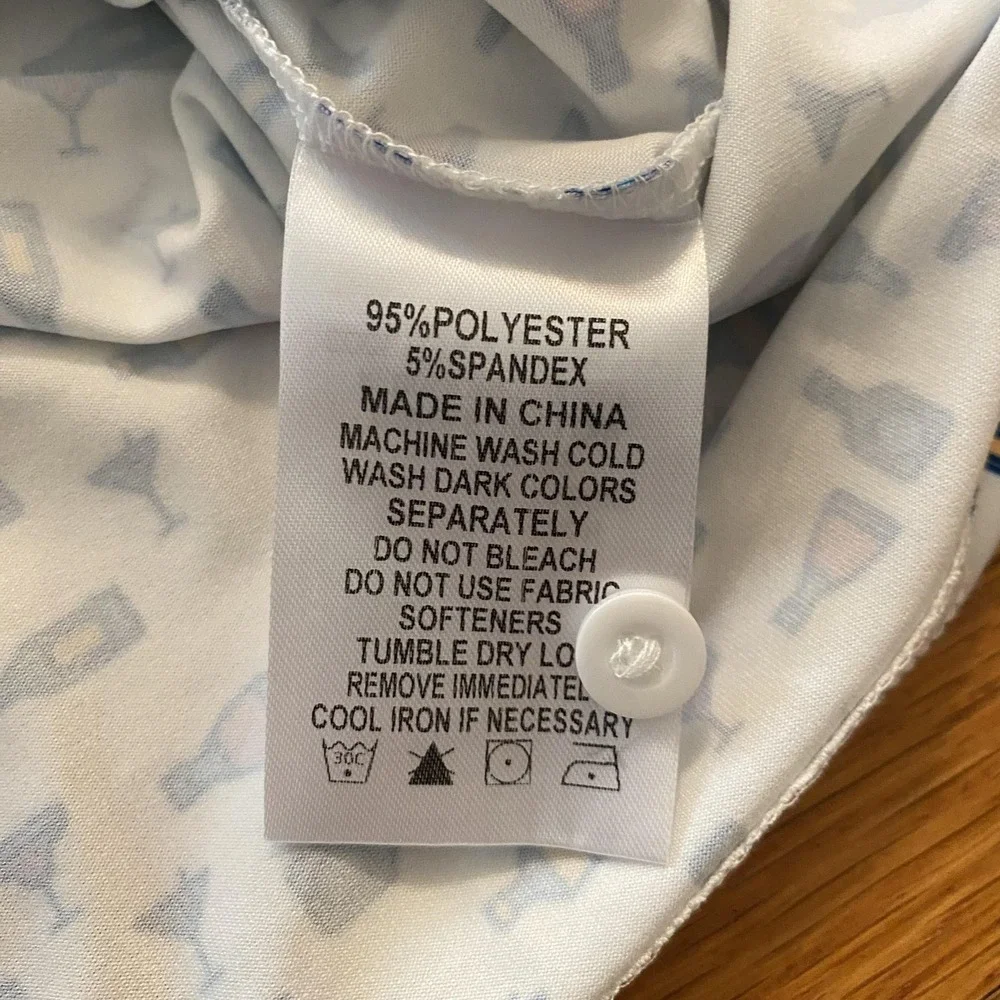 95%POLYESTER
5%SPANDEX
MADE IN CHINA
MACHINE WASH COLD
WASH DARK COLORS
SEPARATELY
DO NOT BLEACH
DO NOT USE FABRIC
SOFTENERS
TUMBLE DRY LO
REMOVE IMMEDIATEL
COOL IRON IF NECESSARY
30C